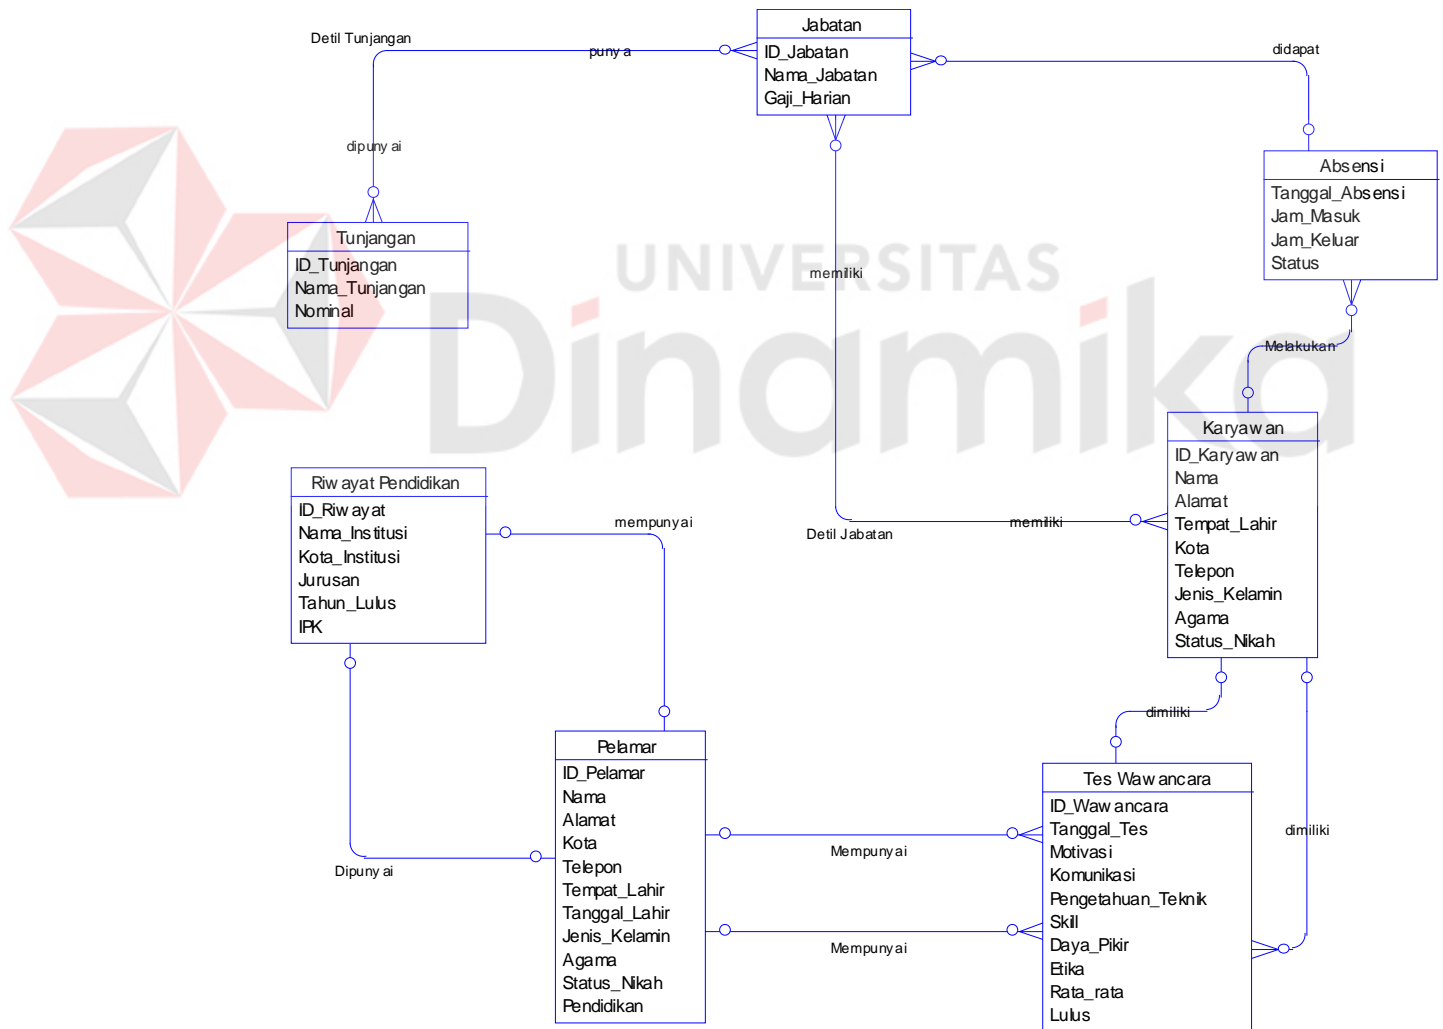 Jabatan
ID_Jabatan
Nama_Jabatan
Gaji_Harian
Detil Tunjangan
punya
didapat
dipunyai
Absensi
Tanggal_Absensi
Jam_Masuk
Jam_Keluar
Status
Tunjangan
ID_Tunjangan
Nama_Tunjangan
Nominal
UNIVERSITAS
Dinamika
memiliki
Melakukan
Karyawan
ID_Karyawan
Nama
Alamat
Tempat_Lahir
Kota
Telepon
Jenis_Kelamin
Agama
Status_Nikah
Riwayat Pendidikan
ID_Riwayat
Nama_Institusi
Kota_Institusi
Jurusan
Tahun_Lulus
IPK
mempunyai
Detil Jabatan
memiliki
dimiliki
Pelamar
ID_Pelamar
Nama
Alamat
Kota
Telepon
Tempat_Lahir
Tanggal_Lahir
Jenis_Kelamin
Agama
Status_Nikah
Pendidikan
Dipunyai
Mempunyai
Mempunyai
Tes Wawancara
ID_Wawancara
Tanggal_Tes
Motivasi
Komunikasi
Pengetahuan_Teknik
Skill
Daya_Pikir
Etika
Rata_rata
Lulus
dimiliki